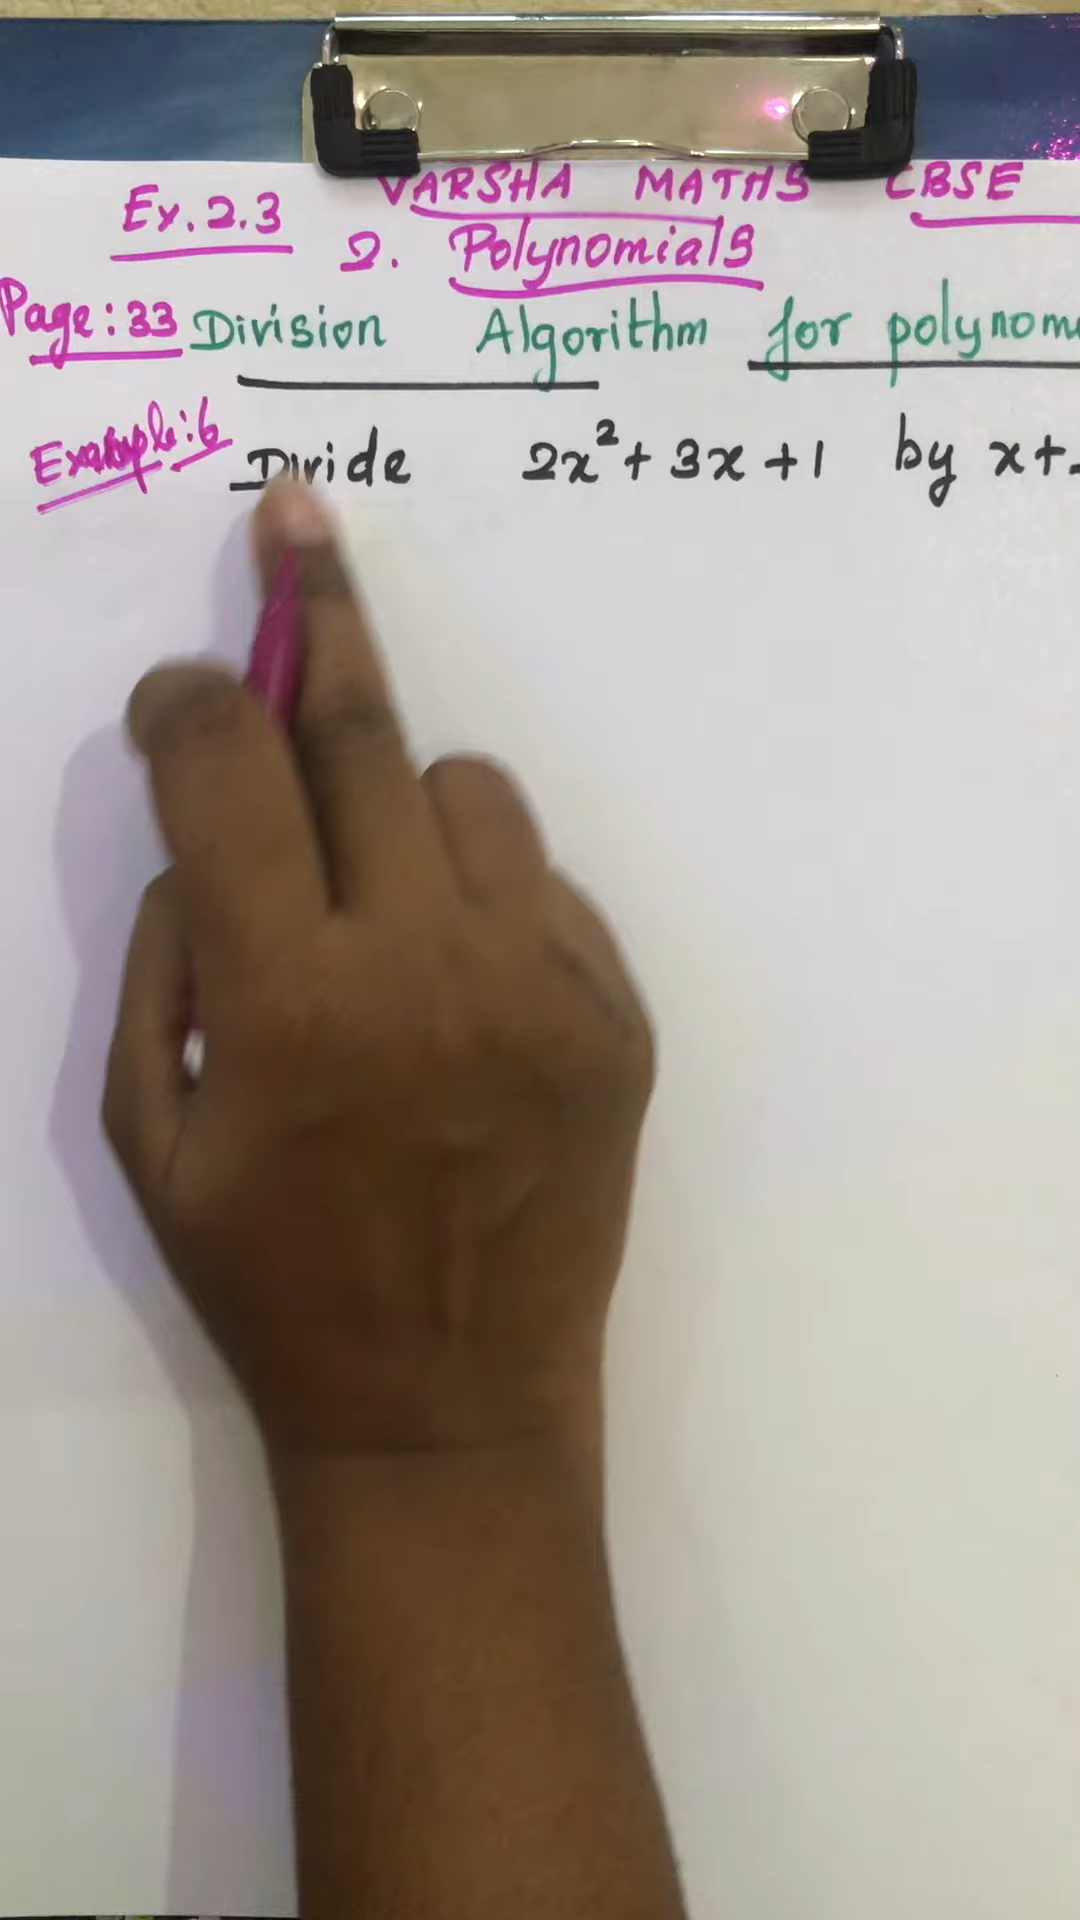 VARSHA MATHS CBSE
Ex.2.3
2. Polynomials
Page:33 Division Algorithm for polynom
Example:6 Divide 2x²+ 3x +1 by x+